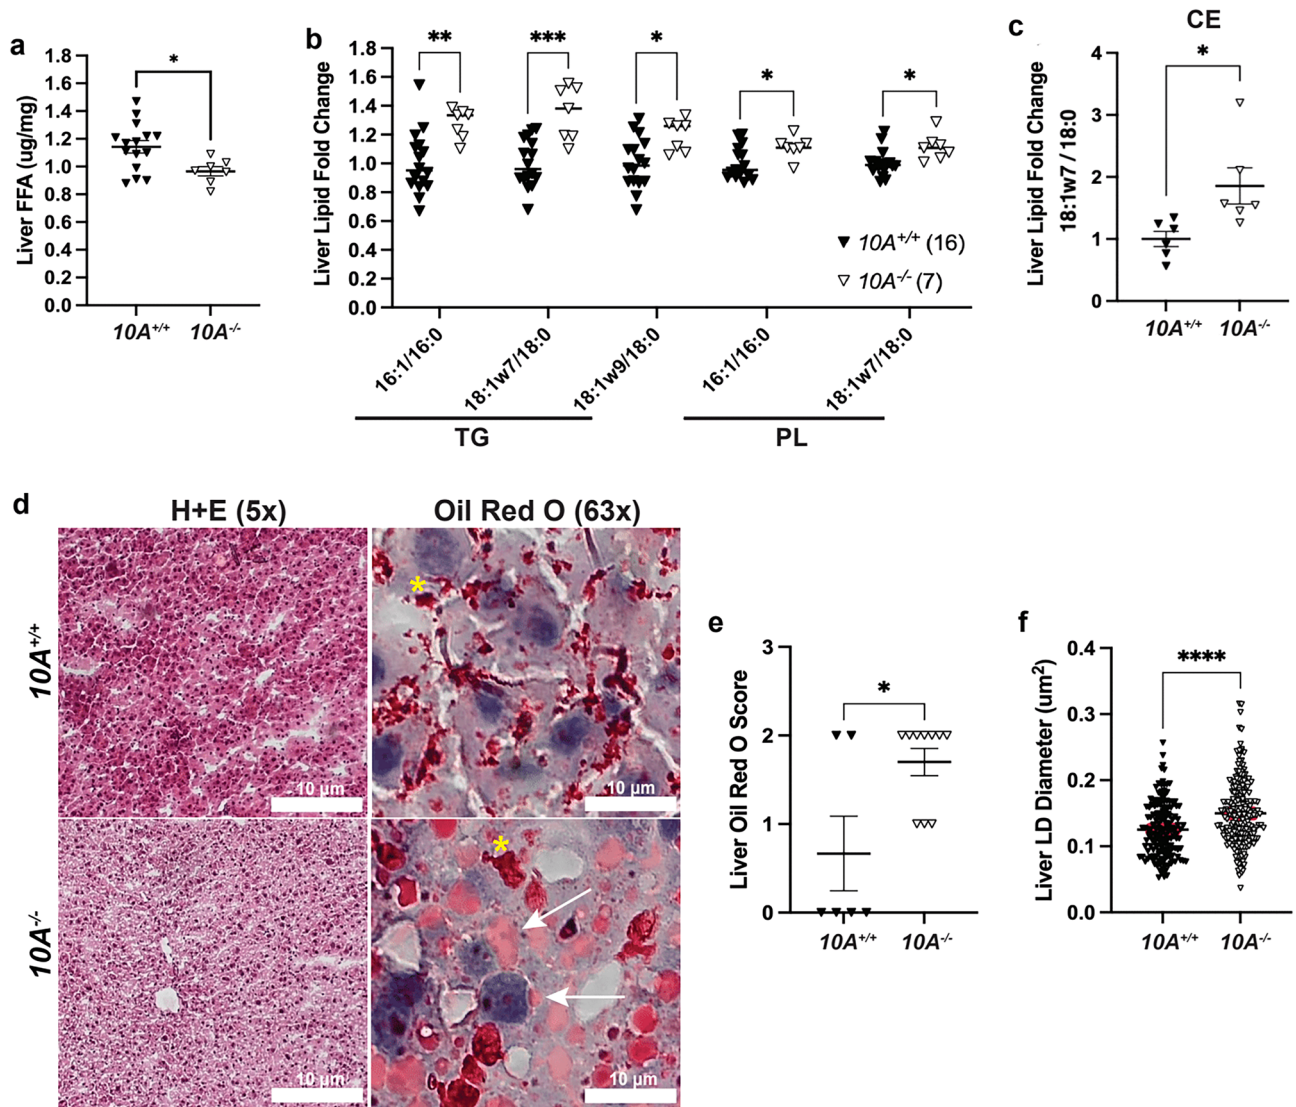 a
Liver FFA (ug/mg)
1.8
1.6
1.4
1.2
1.0
0.8
0.6
0.4
0.2
0.0
*
10A+/+
10A-/-
b
Liver Lipid Fold Change
1.8
1.6
1.4
1.2
1.0
0.8
0.6
0.4
0.2
0.0
**
***
*
*
*
10A+/+ (16)
10A-/- (7)
16:1/16:0
18:1w7/18:0
18:1w9/18:0
16:1/16:0
18:1w7/18:0
TG
PL
c
CE
Liver Lipid Fold Change
18:1w7 / 18:0
4
3
2
1
0
*
10A+/+
10A-/-
d
H+E (5x)
Oil Red O (63x)
10A+/+
*
10 µm
10 µm
10A-/-
*
10 µm
10 µm
e
Liver Oil Red O Score
3
2
1
0
*
10A+/+
10A-/-
f
Liver LD Diameter (um2)
0.4
0.3
0.2
0.1
0.0
****
10A+/+
10A-/-